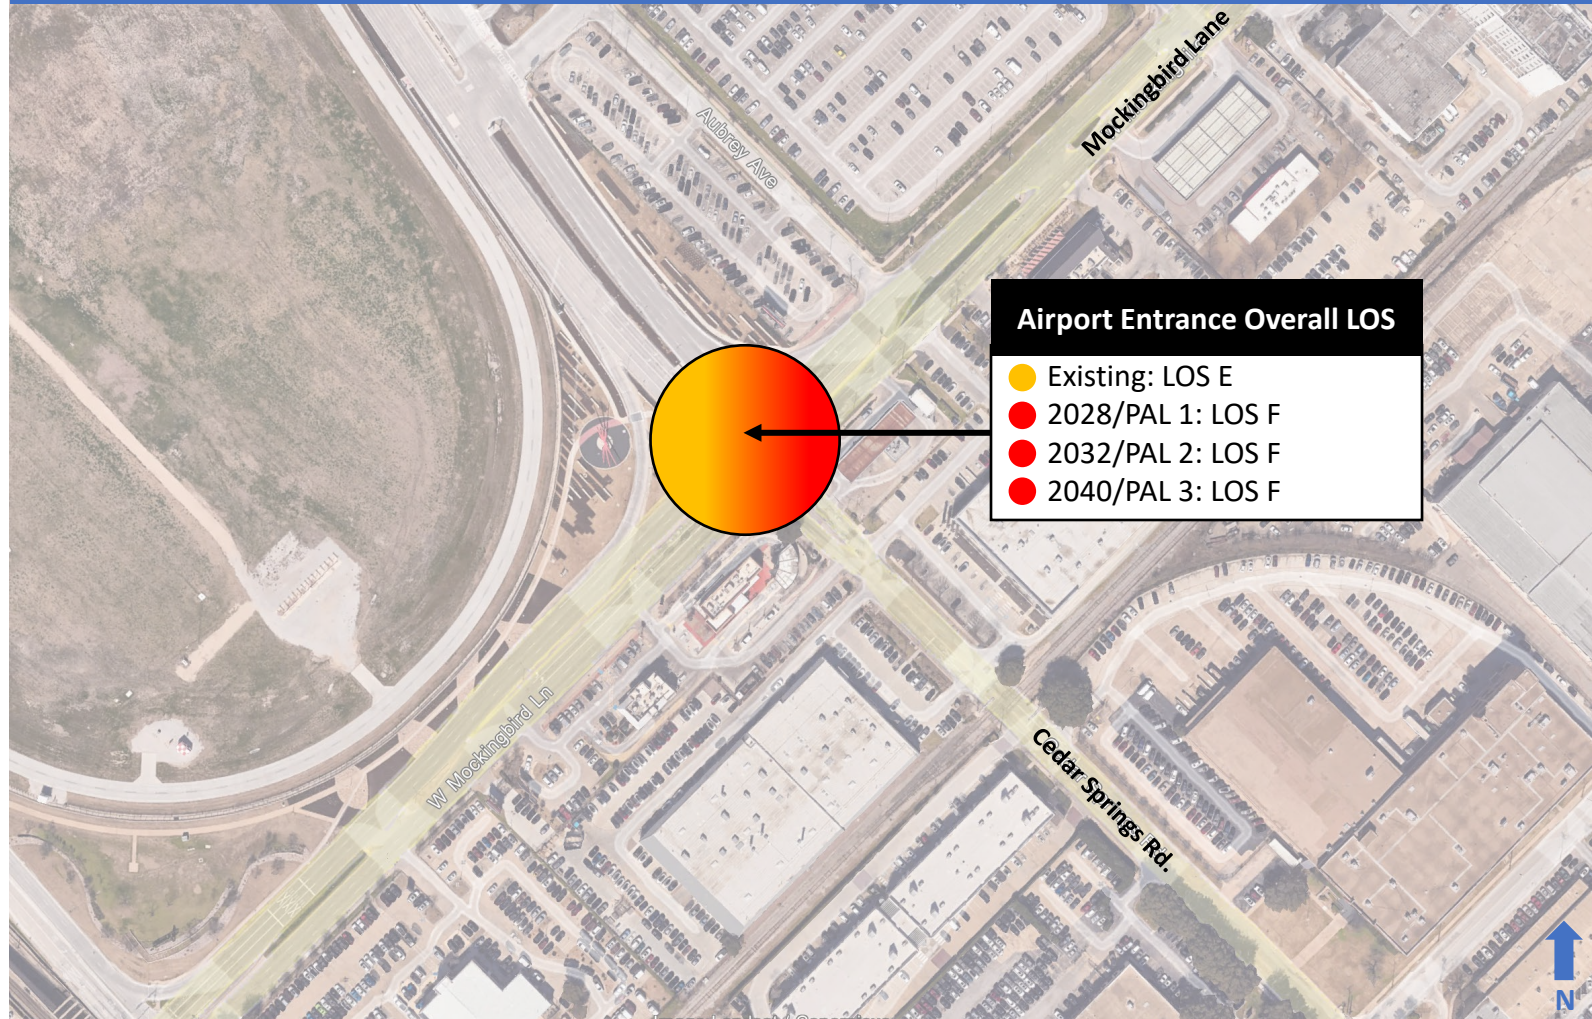 Mockingbird Lane
Aubrey Ave
Airport Entrance Overall LOS
Existing: LOS E
2028/PAL 1: LOS F
2032/PAL 2: LOS F
2040/PAL 3: LOS F
W Mockingbird Ln
Cedar Springs Rd.
N